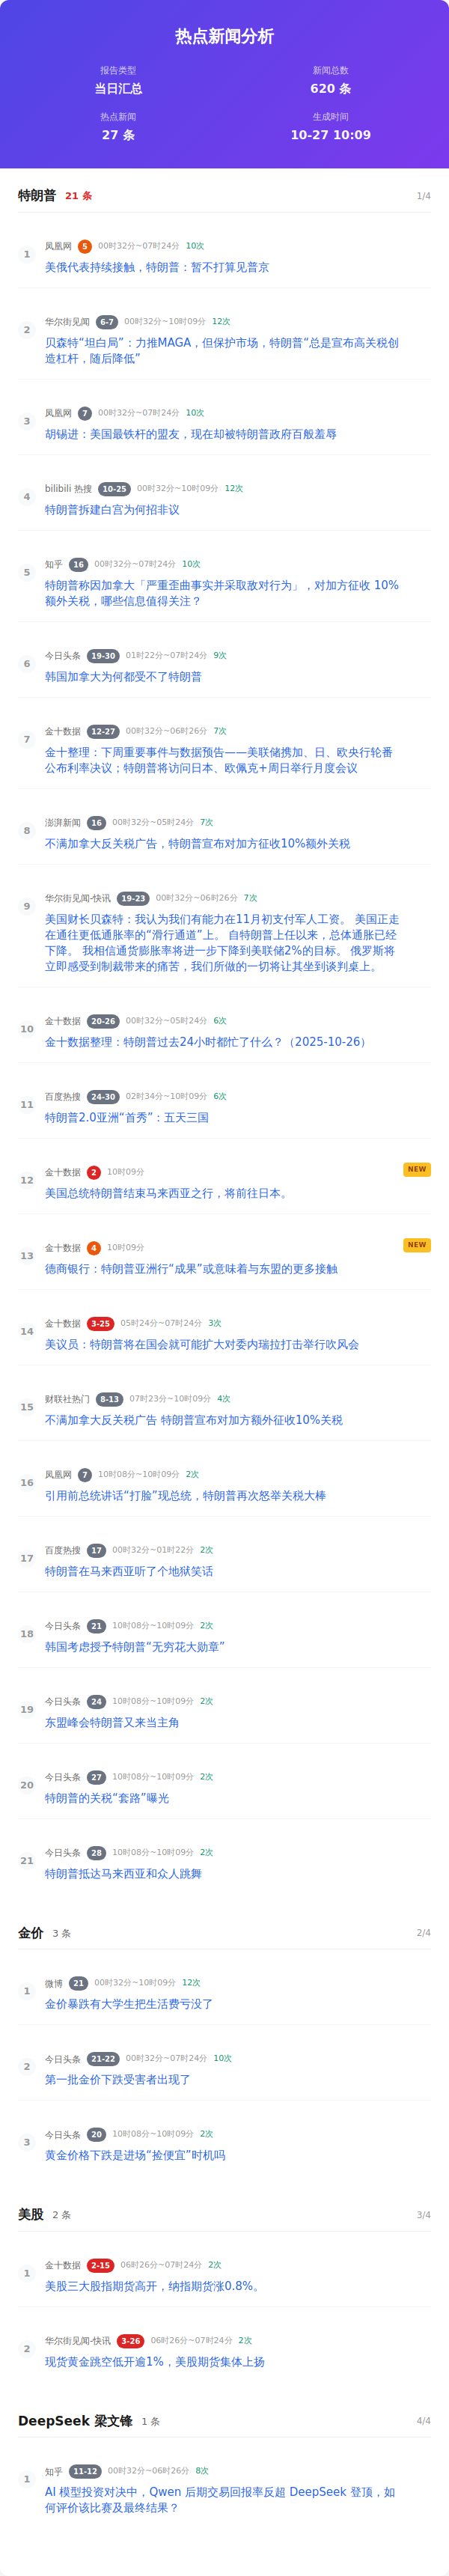 热点新闻分析
报告类型
新闻总数
当日汇总
620 条
热点新闻
生成时间
27 条
10-27 10:09
特朗普 21 条 1/4
1
凤凰网 5 00时32分~07时24分 10次
美俄代表持续接触，特朗普：暂不打算见普京
2
华尔街见闻 6-7 00时32分~10时09分 12次
贝森特“坦白局”：力推MAGA，但保护市场，特朗普“总是宣布高关税创
造杠杆，随后降低”
3
凤凰网 7 00时32分~07时24分 10次
胡锡进：美国最铁杆的盟友，现在却被特朗普政府百般羞辱
4
bilibili 热搜 10-25 00时32分~10时09分 12次
特朗普拆建白宫为何招非议
5
知乎 16 00时32分~07时24分 10次
特朗普称因加拿大「严重歪曲事实并采取敌对行为」，对加方征收 10%
额外关税，哪些信息值得关注？
6
今日头条 19-30 01时22分~07时24分 9次
韩国加拿大为何都受不了特朗普
7
金十数据 12-27 00时32分~06时26分 7次
金十整理：下周重要事件与数据预告——美联储携加、日、欧央行轮番
公布利率决议；特朗普将访问日本、欧佩克+周日举行月度会议
8
澎湃新闻 16 00时32分~05时24分 7次
不满加拿大反关税广告，特朗普宣布对加方征收10%额外关税
9
华尔街见闻-快讯 19-23 00时32分~06时26分 7次
美国财长贝森特：我认为我们有能力在11月初支付军人工资。 美国正走
在通往更低通胀率的“滑行通道”上。 自特朗普上任以来，总体通胀已经
下降。 我相信通货膨胀率将进一步下降到美联储2%的目标。 俄罗斯将
立即感受到制裁带来的痛苦，我们所做的一切将让其坐到谈判桌上。
10
金十数据 20-26 00时32分~05时24分 6次
金十数据整理：特朗普过去24小时都忙了什么？（2025-10-26）
11
百度热搜 24-30 02时34分~10时09分 6次
特朗普2.0亚洲“首秀”：五天三国
12
金十数据 2 10时09分 NEW
美国总统特朗普结束马来西亚之行，将前往日本。
13
金十数据 4 10时09分 NEW
德商银行：特朗普亚洲行“成果”或意味着与东盟的更多接触
14
金十数据 3-25 05时24分~07时24分 3次
美议员：特朗普将在国会就可能扩大对委内瑞拉打击举行吹风会
15
财联社热门 8-13 07时23分~10时09分 4次
不满加拿大反关税广告 特朗普宣布对加方额外征收10%关税
16
凤凰网 7 10时08分~10时09分 2次
引用前总统讲话“打脸”现总统，特朗普再次怒举关税大棒
17
百度热搜 17 00时32分~01时22分 2次
特朗普在马来西亚听了个地狱笑话
18
今日头条 21 10时08分~10时09分 2次
韩国考虑授予特朗普“无穷花大勋章”
19
今日头条 24 10时08分~10时09分 2次
东盟峰会特朗普又来当主角
20
今日头条 27 10时08分~10时09分 2次
特朗普的关税“套路”曝光
21
今日头条 28 10时08分~10时09分 2次
特朗普抵达马来西亚和众人跳舞
金价 3 条 2/4
1
微博 21 00时32分~10时09分 12次
金价暴跌有大学生把生活费亏没了
2
今日头条 21-22 00时32分~07时24分 10次
第一批金价下跌受害者出现了
3
今日头条 20 10时08分~10时09分 2次
黄金价格下跌是进场“捡便宜”时机吗
美股 2 条 3/4
1
金十数据 2-15 06时26分~07时24分 2次
美股三大股指期货高开，纳指期货涨0.8%。
2
华尔街见闻-快讯 3-26 06时26分~07时24分 2次
现货黄金跳空低开逾1%，美股期货集体上扬
DeepSeek 梁文锋 1 条 4/4
1
知乎 11-12 00时32分~06时26分 8次
AI 模型投资对决中，Qwen 后期交易回报率反超 DeepSeek 登顶，如
何评价该比赛及最终结果？